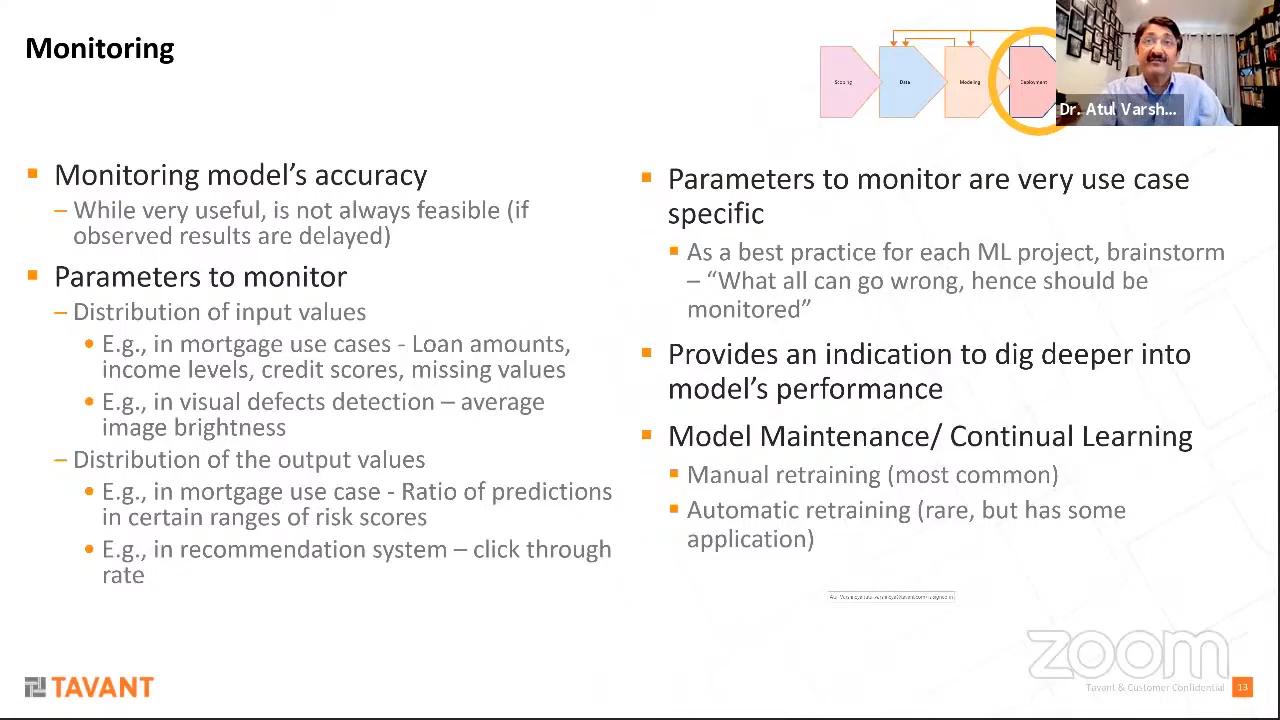 Monitoring
Scoping
Data
Modeling
Deployment
Dr. Atul Varsh...
Monitoring model’s accuracy
– While very useful, is not always feasible (if
observed results are delayed)
Parameters to monitor
– Distribution of input values
E.g., in mortgage use cases - Loan amounts,
income levels, credit scores, missing values
E.g., in visual defects detection – average
image brightness
– Distribution of the output values
E.g., in mortgage use case - Ratio of predictions
in certain ranges of risk scores
E.g., in recommendation system – click through
rate
Parameters to monitor are very use case
specific
As a best practice for each ML project, brainstorm
– “What all can go wrong, hence should be
monitored”
Provides an indication to dig deeper into
model’s performance
Model Maintenance/ Continual Learning
Manual retraining (most common)
Automatic retraining (rare, but has some
application)
zoom
TAVANT
Tavant & Customer Confidential
13